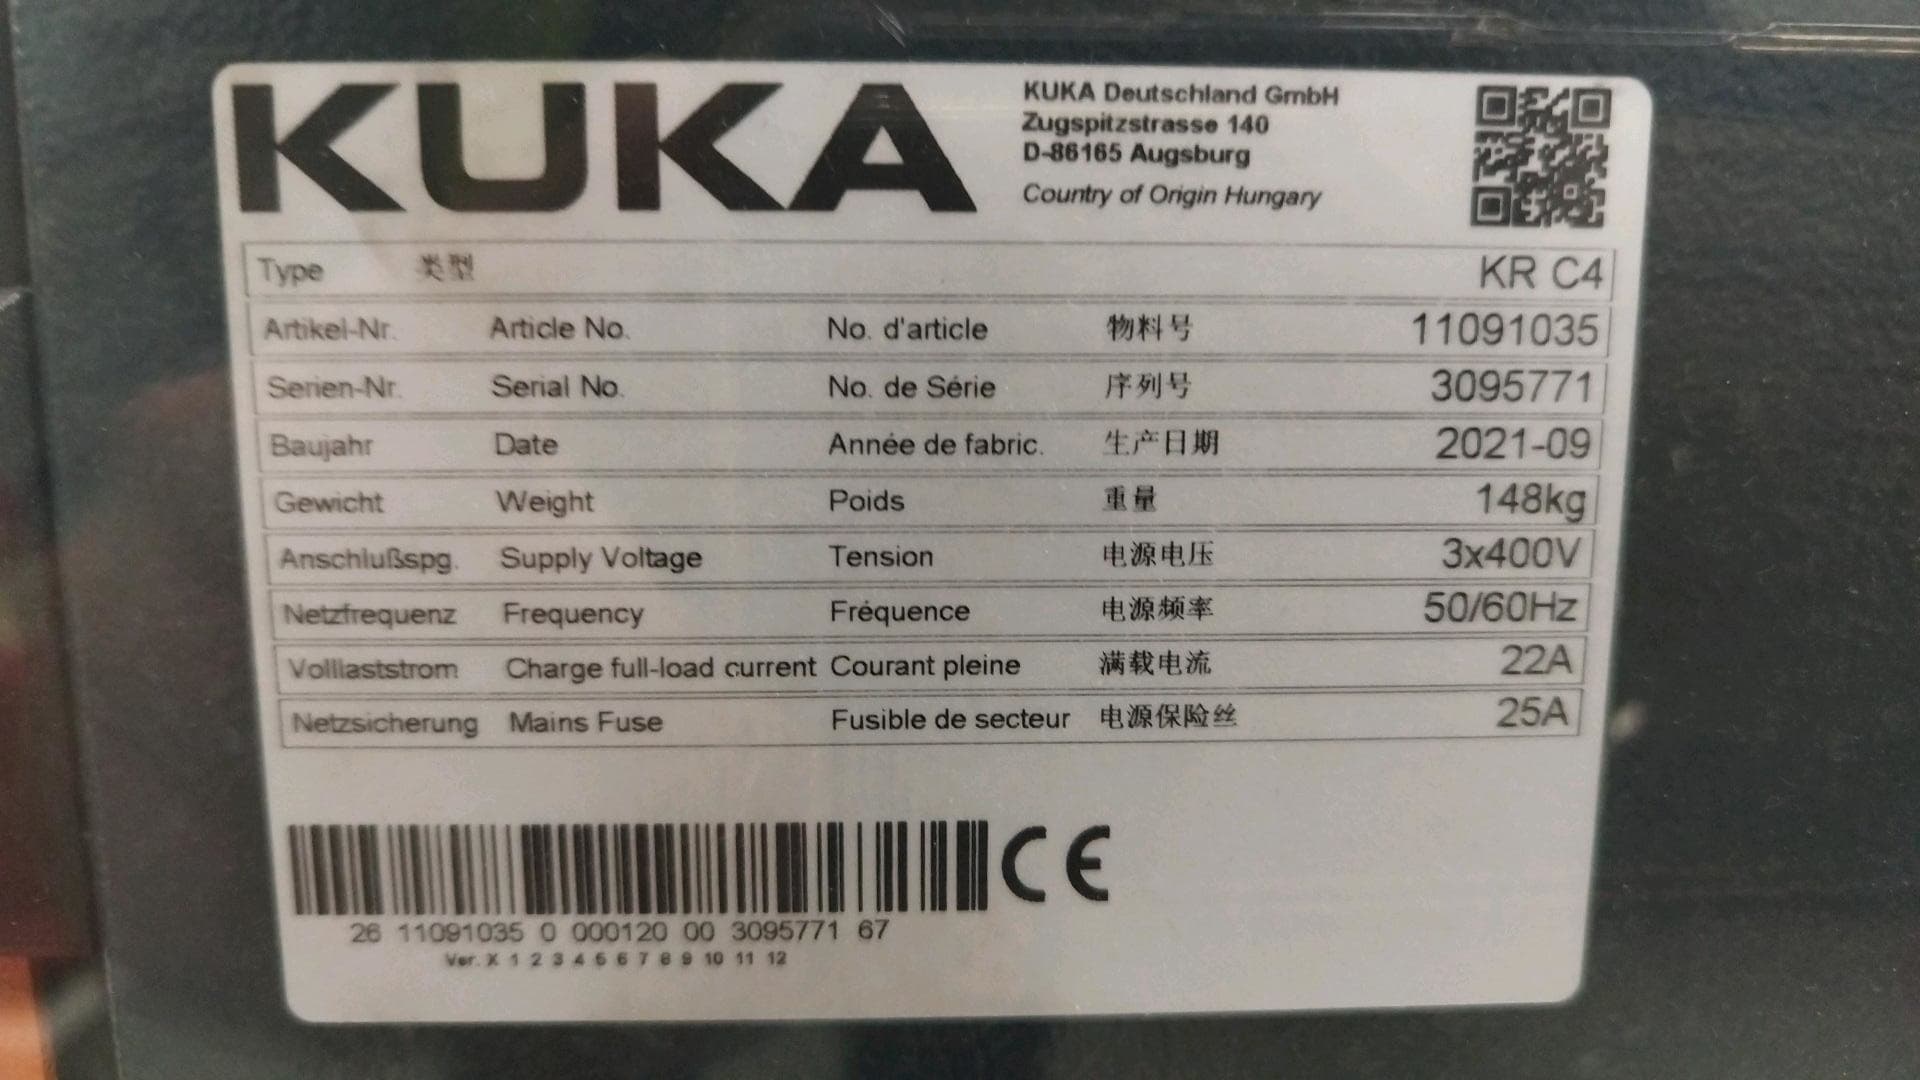 KUKA
KUKA Deutschland GmbH
Zugspitzstrasse 140
D-86165 Augsburg
Country of Origin Hungary
Type 类型 KR C4
Artikel-Nr. Article No. No. d'article 物料号 11091035
Serien-Nr. Serial No. No. de Série 序列号 3095771
Baujahr Date Année de fabric. 生产日期 2021-09
Gewicht Weight Poids 重量 148kg
Anschlußspg. Supply Voltage Tension 电源电压 3x400V
Netzfrequenz Frequency Fréquence 电源频率 50/60Hz
Volllaststrom Charge full-load current Courant pleine 满载电流 22A
Netzsicherung Mains Fuse Fusible de secteur 电源保险丝 25A
CE
26 11091035 0 000120 00 3095771 67
Ver. X 1 2 3 4 5 6 7 8 9 10 11 12